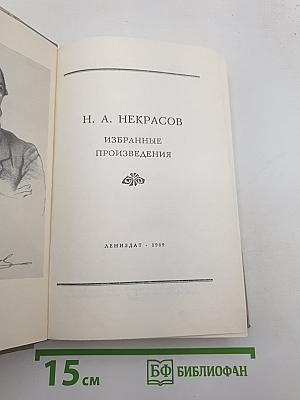 Н. А. НЕКРАСОВ
ИЗБРАННЫЕ
ПРОИЗВЕДЕНИЯ
ЛЕНИЗДАТ · 1969
15 см
БФ БИБЛИОФАН